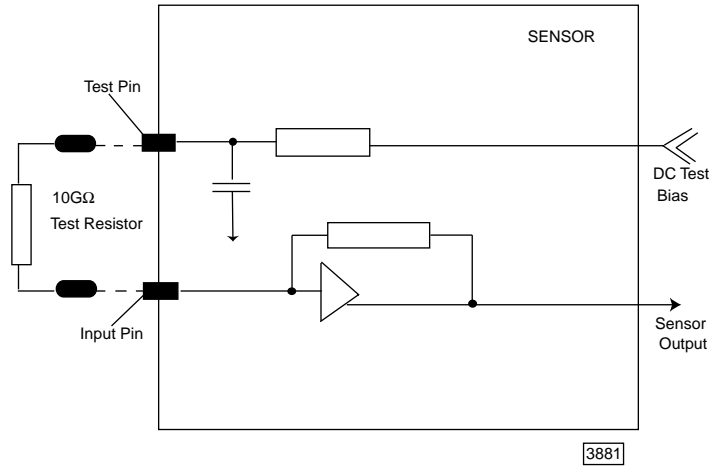 SENSOR
Test Pin
DC Test
Bias
10GΩ
Test Resistor
Input Pin
Sensor
Output
3881